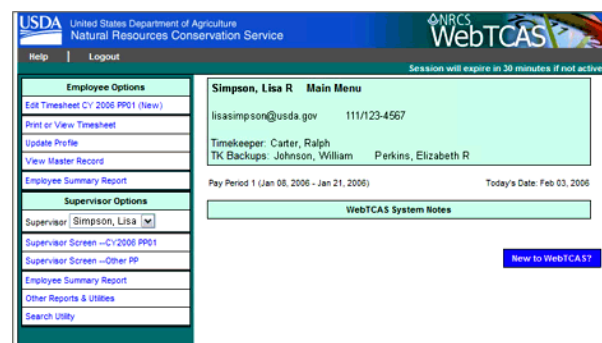 USDA United States Department of Agriculture
Natural Resources Conservation Service
NRCS
WebTCAS
Help | Logout
Session will expire in 30 minutes if not active
Employee Options
Edit Timesheet CY 2006 PP01 (New)
Print or View Timesheet
Update Profile
View Master Record
Employee Summary Report
Supervisor Options
Supervisor Simpson, Lisa
Supervisor Screen --CY2006 PP01
Supervisor Screen --Other PP
Employee Summary Report
Other Reports & Utilities
Search Utility
Simpson, Lisa R Main Menu
lisasimpson@usda.gov 111/123-4567
Timekeeper: Carter, Ralph
TK Backups: Johnson, William Perkins, Elizabeth R
Pay Period 1 (Jan 08, 2006 - Jan 21, 2006) Today's Date: Feb 03, 2006
WebTCAS System Notes
New to WebTCAS?